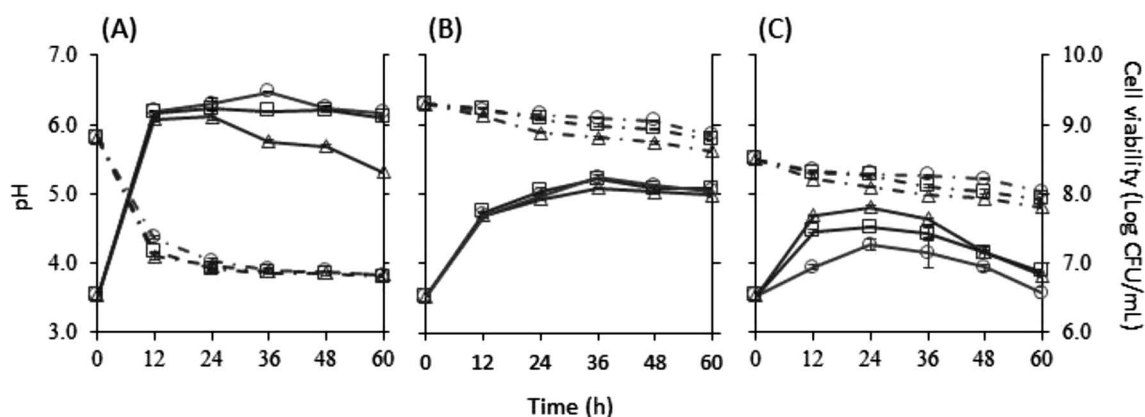 (A) (B) (C)
7.0 10.0
6.0 9.0
5.0 8.0
4.0 7.0
3.0 6.0
pH
Cell viability (Log CFU/mL)
0 12 24 36 48 60 0 12 24 36 48 60 0 12 24 36 48 60
Time (h)